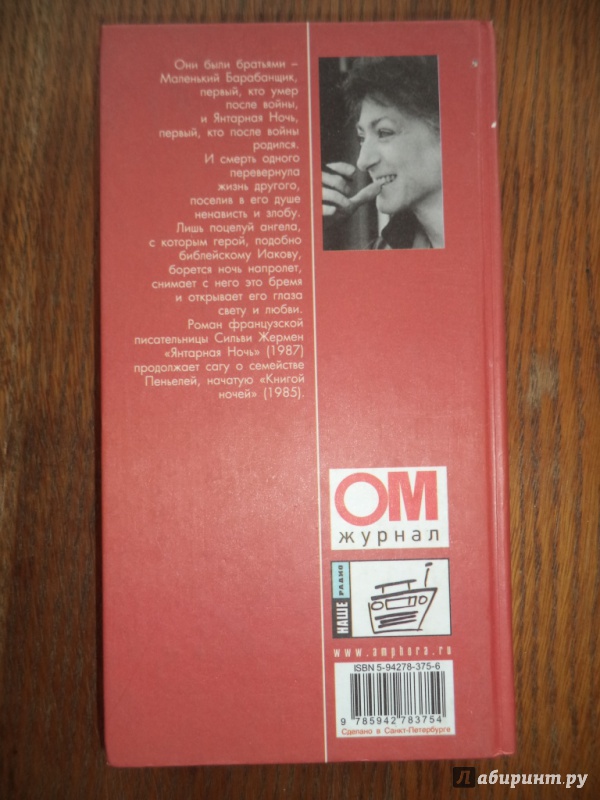 Они были братьями –
Маленький Барабанщик,
первый, кто умер
после войны,
и Янтарная Ночь,
первый, кто после войны
родился.
И смерть одного
перевернула
жизнь другого,
поселив в его душе
ненависть и злобу.
Лишь поцелуй ангела,
с которым герой, подобно
библейскому Иакову,
борется ночь напролет,
снимает с него это бремя
и открывает его глаза
свету и любви.
Роман французской
писательницы Сильви Жермен
«Янтарная Ночь» (1987)
продолжает сагу о семействе
Пеньелей, начатую «Книгой
ночей» (1985).
ОМ
журнал
НАШЕ РАДИО
www.amphora.ru
ISBN 5-94278-375-6
9 785942 783754
Сделано в Санкт-Петербурге
Лабиринт.ру